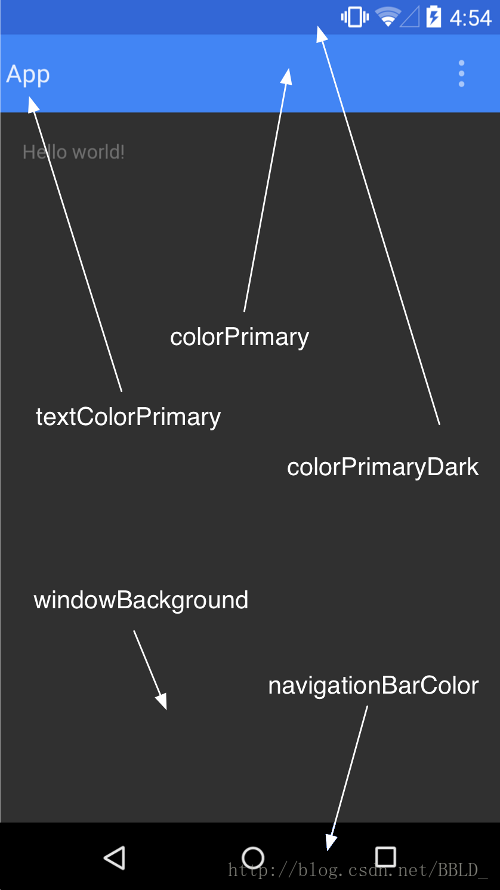 4:54
App
Hello world!
colorPrimary
textColorPrimary
colorPrimaryDark
windowBackground
navigationBarColor
http://blog.csdn.net/BBLD_